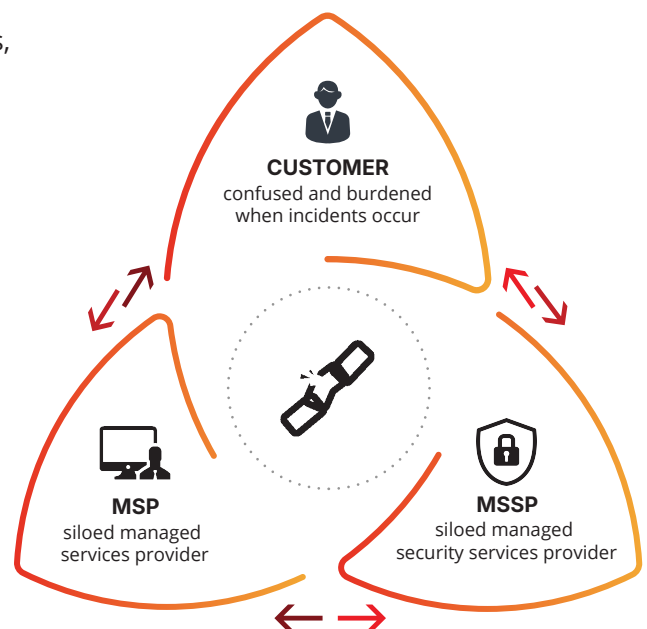 s,
CUSTOMER
confused and burdened
when incidents occur
MSP
siloed managed
services provider
MSSP
siloed managed
security services provider